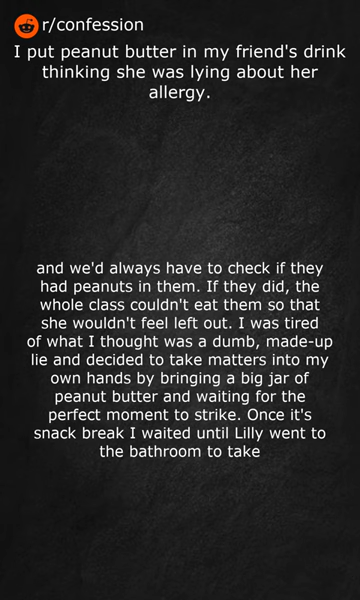 r/confession
I put peanut butter in my friend's drink
thinking she was lying about her
allergy.
and we'd always have to check if they
had peanuts in them. If they did, the
whole class couldn't eat them so that
she wouldn't feel left out. I was tired
of what I thought was a dumb, made-up
lie and decided to take matters into my
own hands by bringing a big jar of
peanut butter and waiting for the
perfect moment to strike. Once it's
snack break I waited until Lilly went to
the bathroom to take